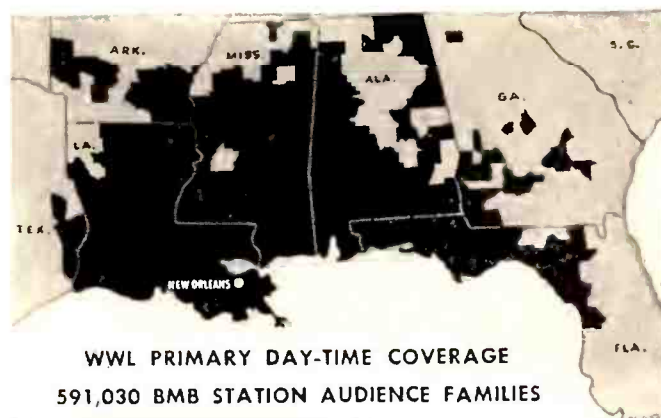 ARK.
MISS.
ALA.
GA.
S.C.
LA.
TEX.
NEW ORLEANS
FLA.
WWL PRIMARY DAY-TIME COVERAGE
591,030 BMB STATION AUDIENCE FAMILIES